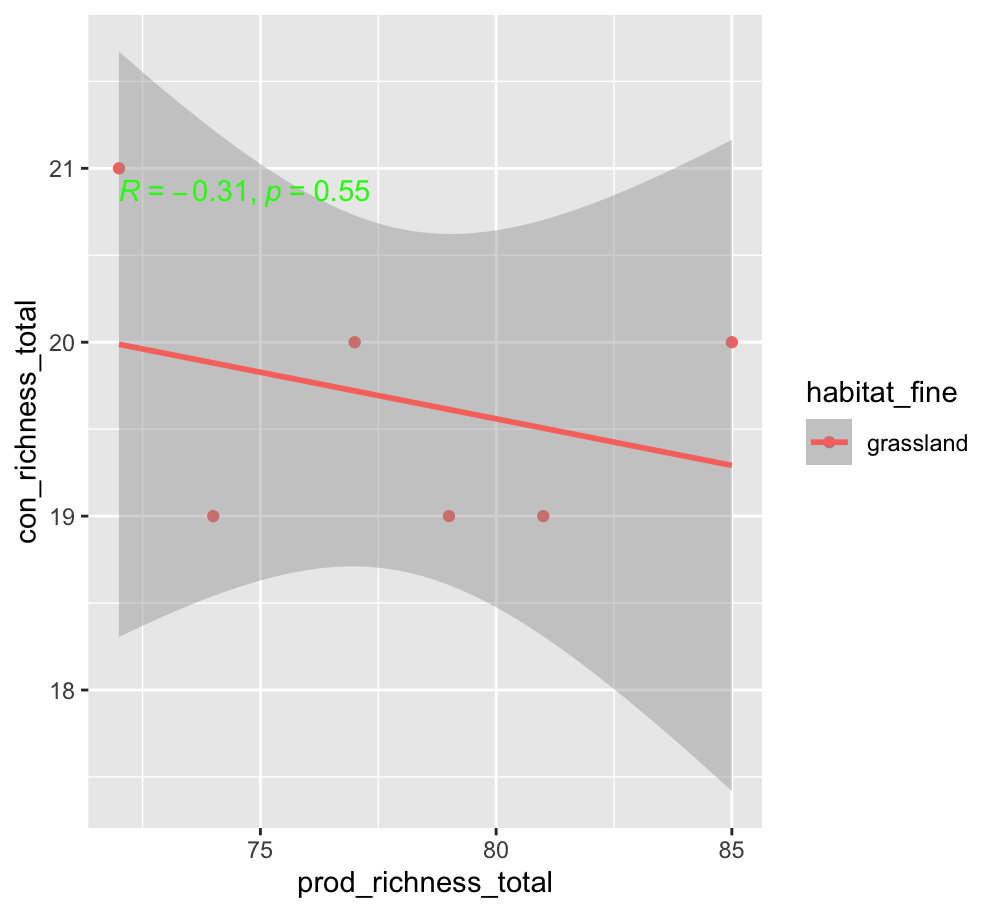 21
20
19
18
75
80
85
prod_richness_total
con_richness_total
R = −0.31, p = 0.55
habitat_fine
grassland